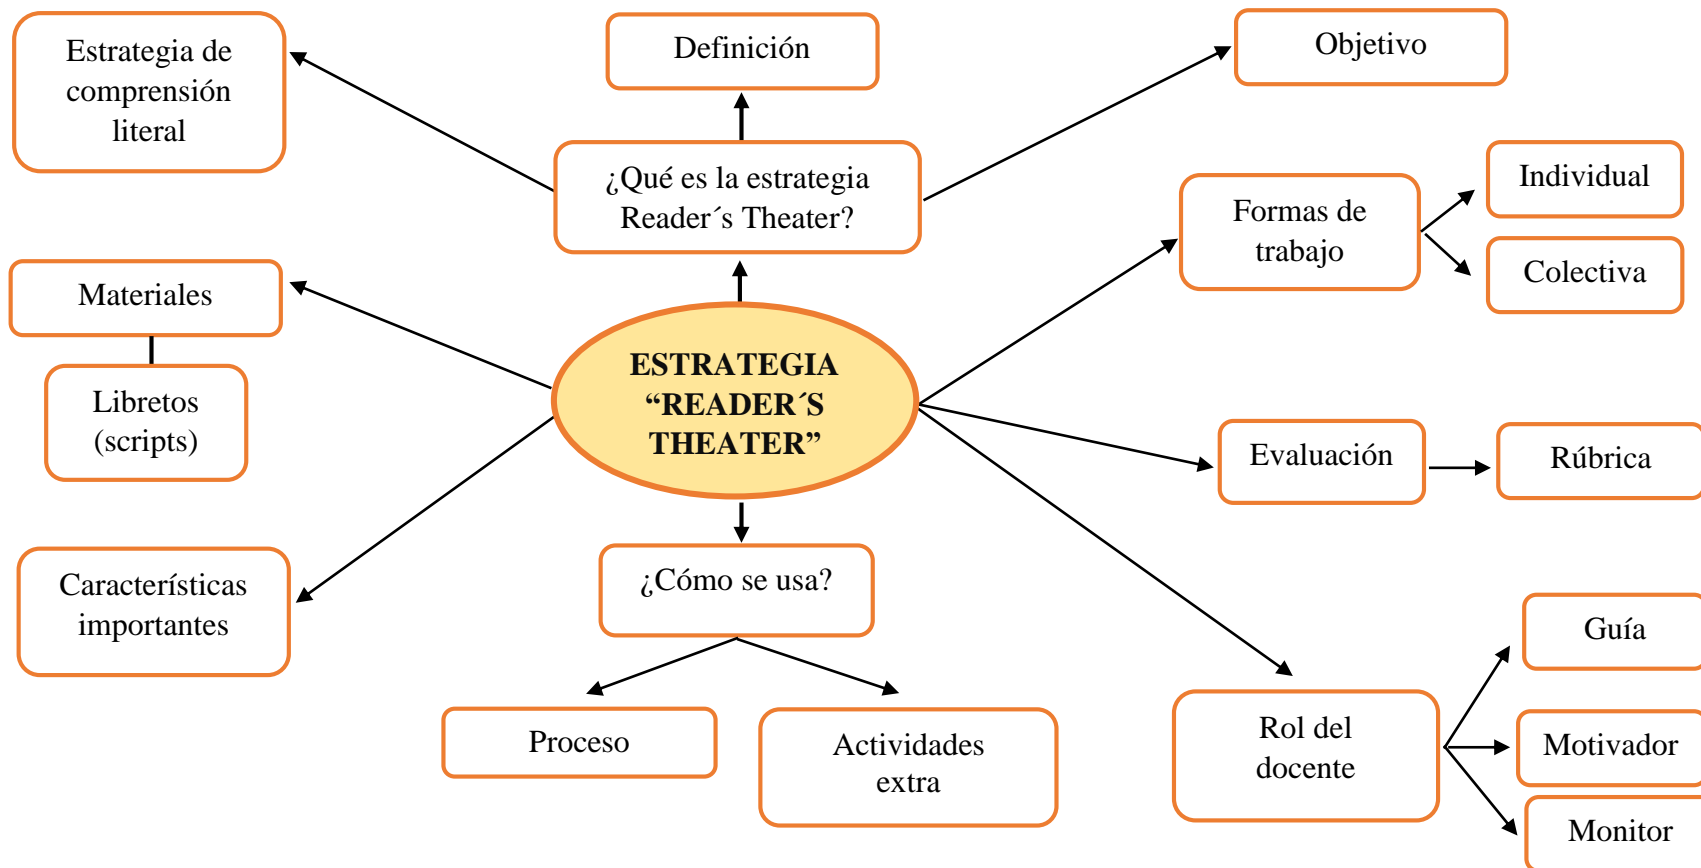 Estrategia de
comprensión
literal
Definición
Objetivo
¿Qué es la estrategia
Reader´s Theater?
Formas de
trabajo
Individual
Colectiva
Materiales
Libretos
(scripts)
ESTRATEGIA
“READER´S
THEATER”
Evaluación
Rúbrica
Características
importantes
¿Cómo se usa?
Proceso
Actividades
extra
Rol del
docente
Guía
Motivador
Monitor